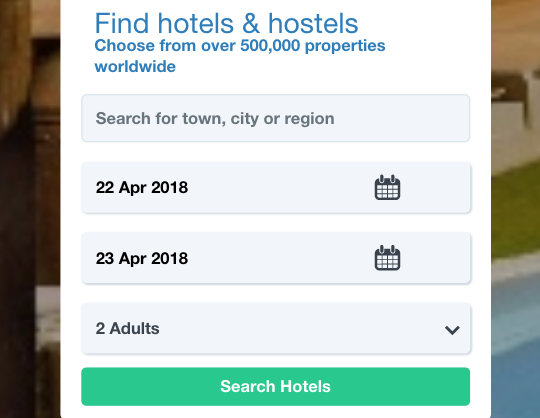 Find hotels & hostels
Choose from over 500,000 properties
worldwide
Search for town, city or region
22 Apr 2018
23 Apr 2018
2 Adults
Search Hotels